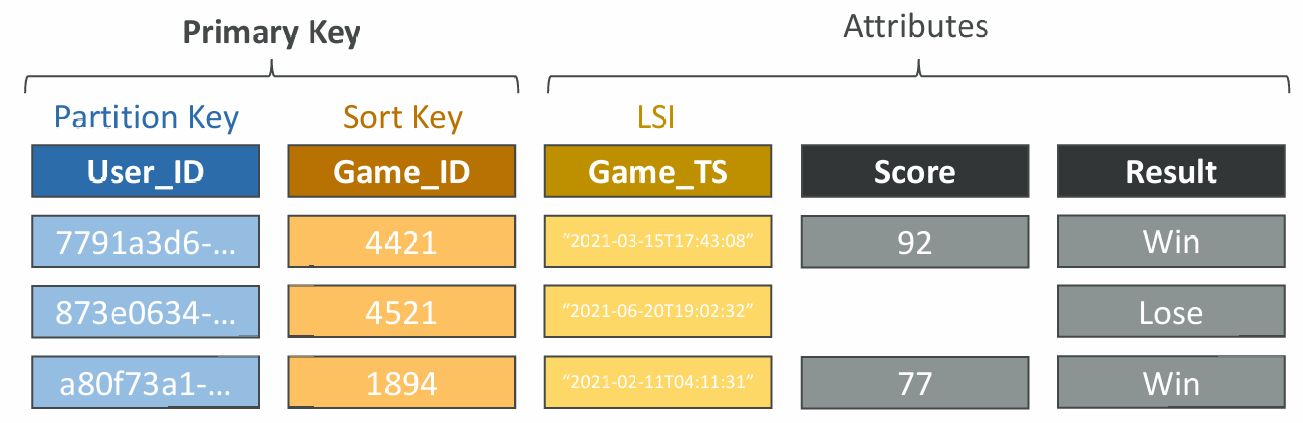 Primary Key
Attributes
Partition Key
Sort Key
LSI
User_ID
Game_ID
Game_TS
Score
Result
7791a3d6-...
4421
"2021-03-15T17:43:08"
92
Win
873e0634-...
4521
"2021-06-20T19:02:32"
Lose
a80f73a1-...
1894
"2021-02-11T04:11:31"
77
Win